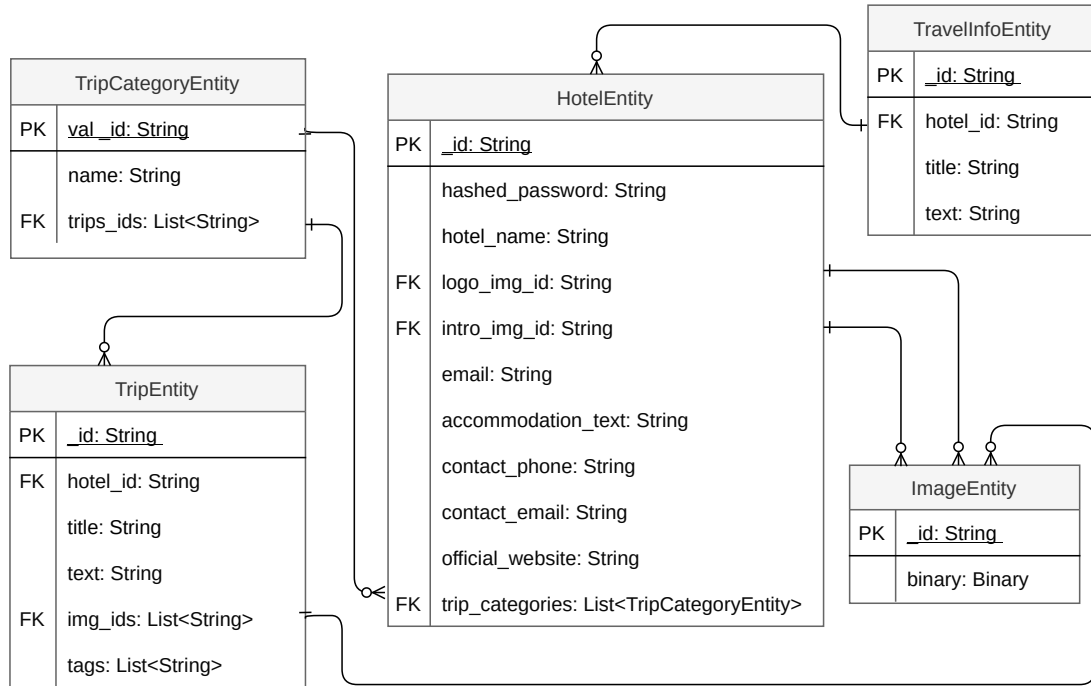 TripCategoryEntity
PK val _id: String
name: String
FK trips_ids: List<String>
TripEntity
PK _id: String
FK hotel_id: String
title: String
text: String
FK img_ids: List<String>
tags: List<String>
HotelEntity
PK _id: String
hashed_password: String
hotel_name: String
FK logo_img_id: String
FK intro_img_id: String
email: String
accommodation_text: String
contact_phone: String
contact_email: String
official_website: String
FK trip_categories: List<TripCategoryEntity>
TravelInfoEntity
PK _id: String
FK hotel_id: String
title: String
text: String
ImageEntity
PK _id: String
binary: Binary